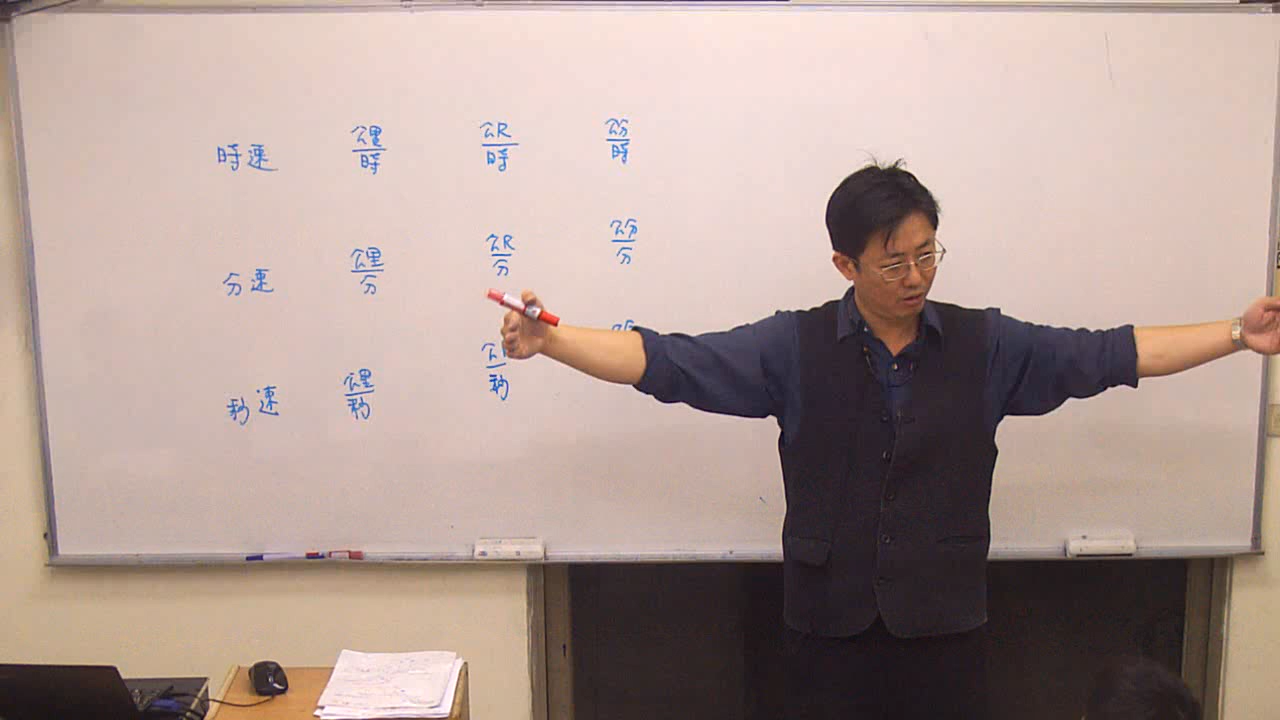 時速 公里/時 公尺/時 公分/時
分速 公里/分 公尺/分 公分/分
秒速 公里/秒 公/秒